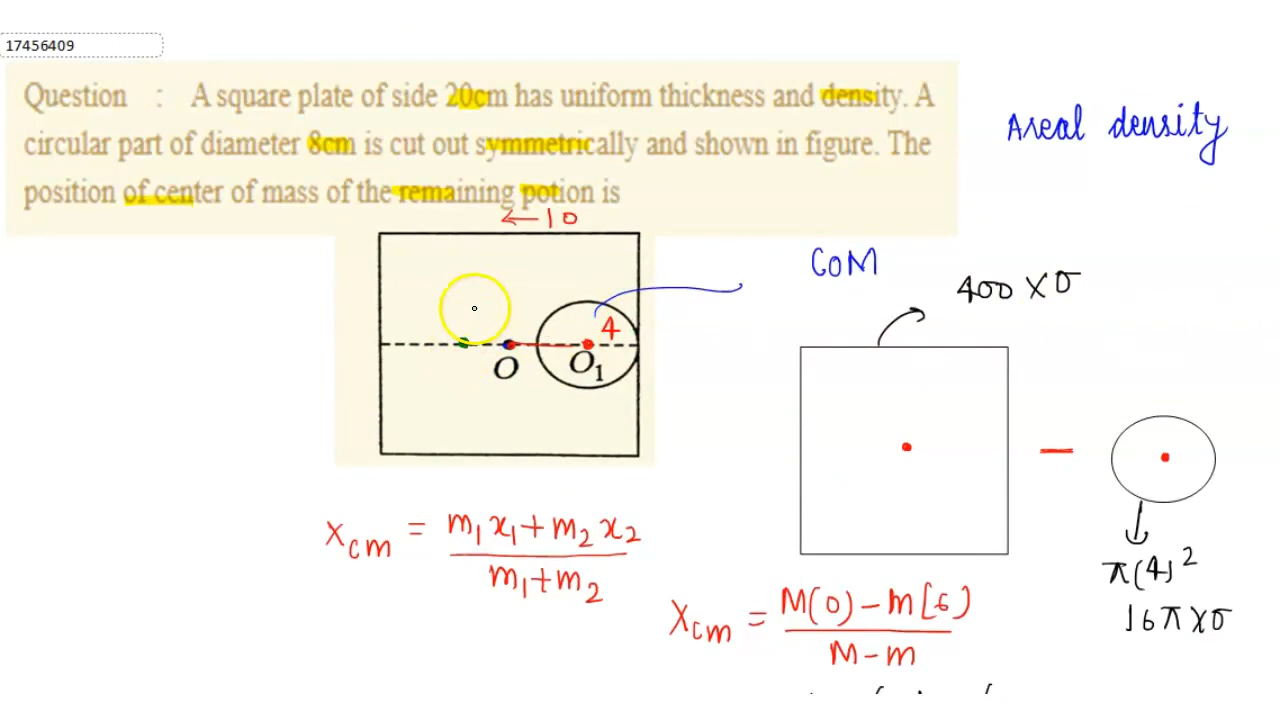 17456409
Question : A square plate of side 20cm has uniform thickness and density. A
circular part of diameter 8cm is cut out symmetrically and shown in figure. The
position of center of mass of the remaining potion is
Areal density
←10
COM
400 × σ
4
O
O₁
π(4)²
16π × σ
Xcm = m₁x₁ + m₂x₂ / m₁ + m₂
Xcm = M(0) − m[6) / M − m